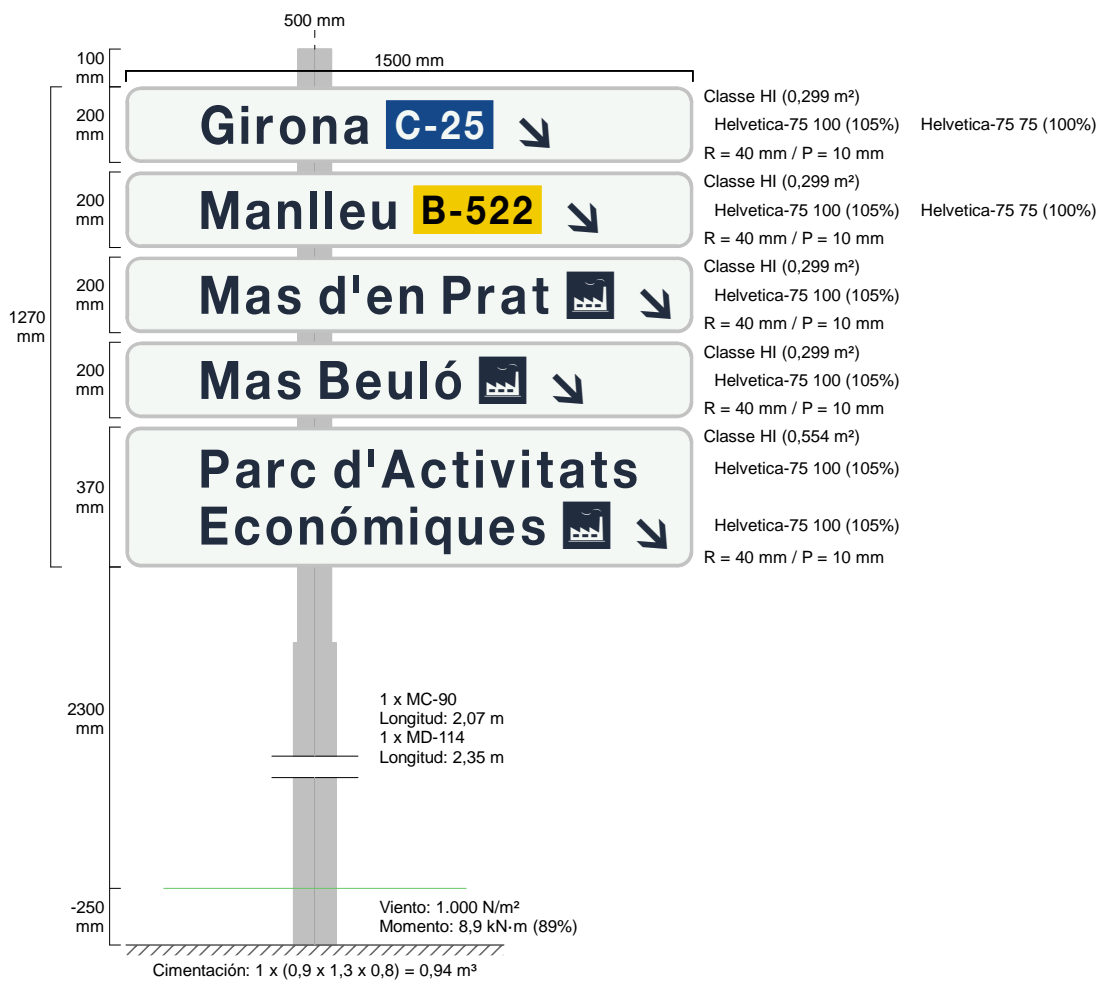 500 mm
100
mm
1500 mm
200
mm
Girona C-25
Classe HI (0,299 m²)
Helvetica-75 100 (105%) Helvetica-75 75 (100%)
R = 40 mm / P = 10 mm
200
mm
Manlleu B-522
Classe HI (0,299 m²)
Helvetica-75 100 (105%) Helvetica-75 75 (100%)
R = 40 mm / P = 10 mm
200
mm
Mas d'en Prat
Classe HI (0,299 m²)
Helvetica-75 100 (105%)
R = 40 mm / P = 10 mm
1270
mm
200
mm
Mas Beuló
Classe HI (0,299 m²)
Helvetica-75 100 (105%)
R = 40 mm / P = 10 mm
370
mm
Parc d'Activitats
Económiques
Classe HI (0,554 m²)
Helvetica-75 100 (105%)
Helvetica-75 100 (105%)
R = 40 mm / P = 10 mm
2300
mm
1 x MC-90
Longitud: 2,07 m
1 x MD-114
Longitud: 2,35 m
-250
mm
Viento: 1.000 N/m²
Momento: 8,9 kN·m (89%)
Cimentación: 1 x (0,9 x 1,3 x 0,8) = 0,94 m³